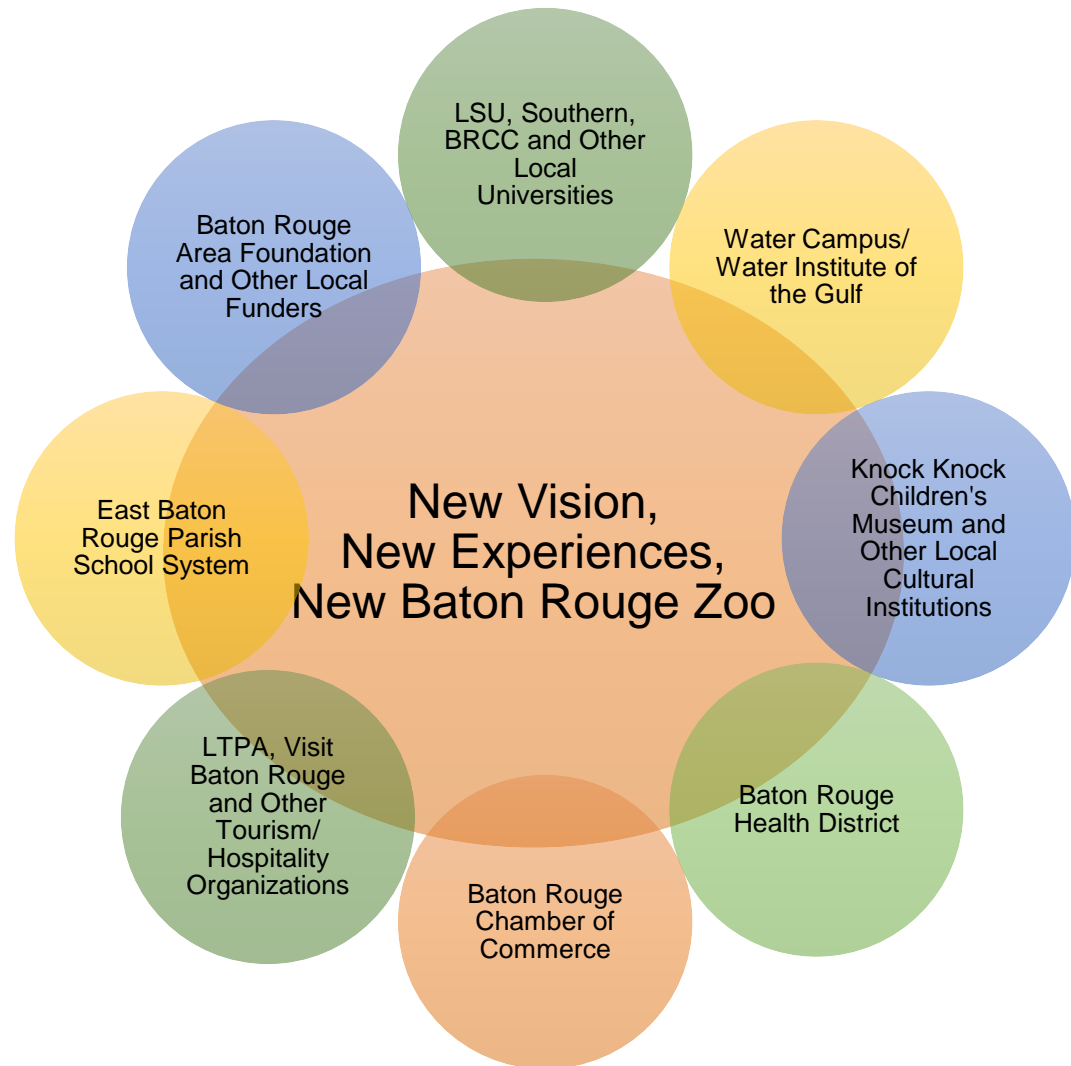 LSU, Southern,
BRCC and Other
Local
Universities
Water Campus/
Water Institute of
the Gulf
Knock Knock
Children's
Museum and
Other Local
Cultural
Institutions
Baton Rouge
Health District
Baton Rouge
Chamber of
Commerce
LTPA, Visit
Baton Rouge
and Other
Tourism/
Hospitality
Organizations
East Baton
Rouge Parish
School System
Baton Rouge
Area Foundation
and Other Local
Funders
New Vision,
New Experiences,
New Baton Rouge Zoo